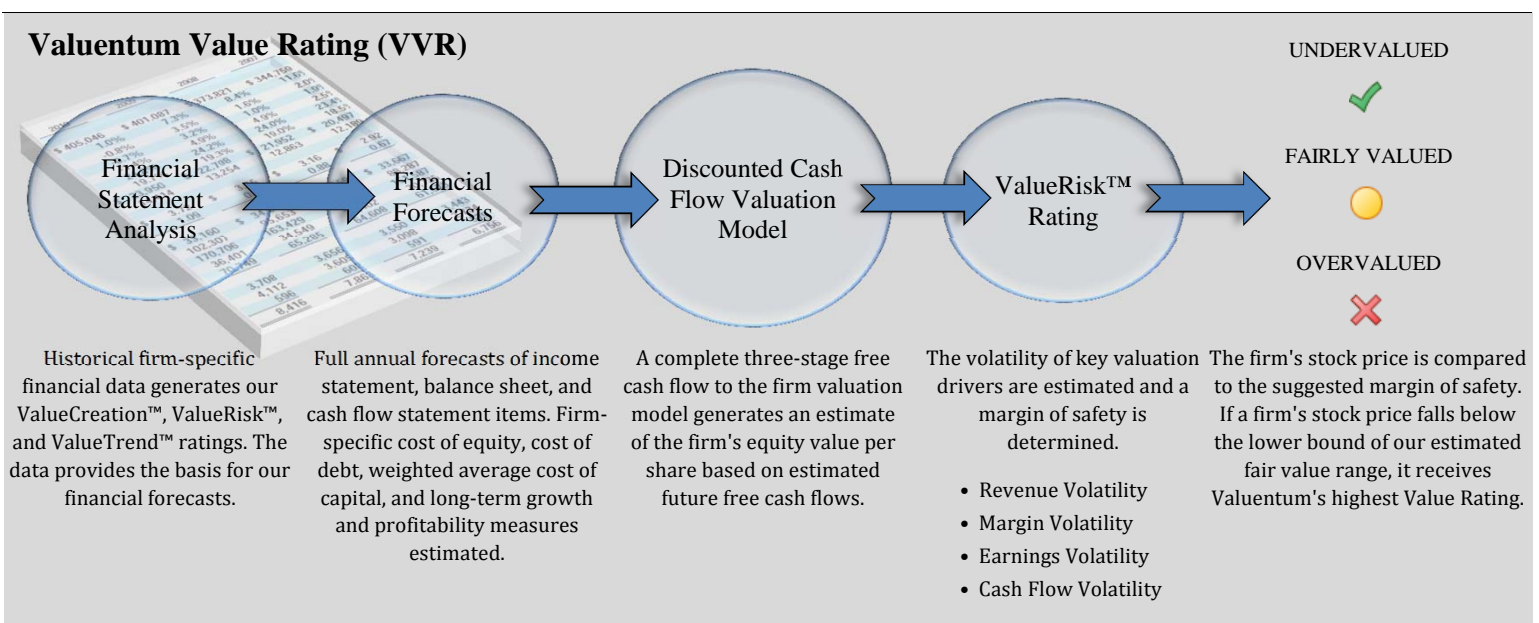 Valuentum Value Rating (VVR)
2008
2007
$ 405,046
$ 401,087
$ 344,759
Financial
Statement
Analysis
Financial
Forecasts
Discounted Cash
Flow Valuation
Model
ValueRisk™
Rating
UNDERVALUED
FAIRLY VALUED
OVERVALUED
Historical firm-specific
financial data generates our
ValueCreation™, ValueRisk™,
and ValueTrend™ ratings. The
data provides the basis for our
financial forecasts.
Full annual forecasts of income
statement, balance sheet, and
cash flow statement items. Firm-
specific cost of equity, cost of
debt, weighted average cost of
capital, and long-term growth
and profitability measures
estimated.
A complete three-stage free
cash flow to the firm valuation
model generates an estimate
of the firm's equity value per
share based on estimated
future free cash flows.
The volatility of key valuation
drivers are estimated and a
margin of safety is
determined.
• Revenue Volatility
• Margin Volatility
• Earnings Volatility
• Cash Flow Volatility
The firm's stock price is compared
to the suggested margin of safety.
If a firm's stock price falls below
the lower bound of our estimated
fair value range, it receives
Valuentum's highest Value Rating.